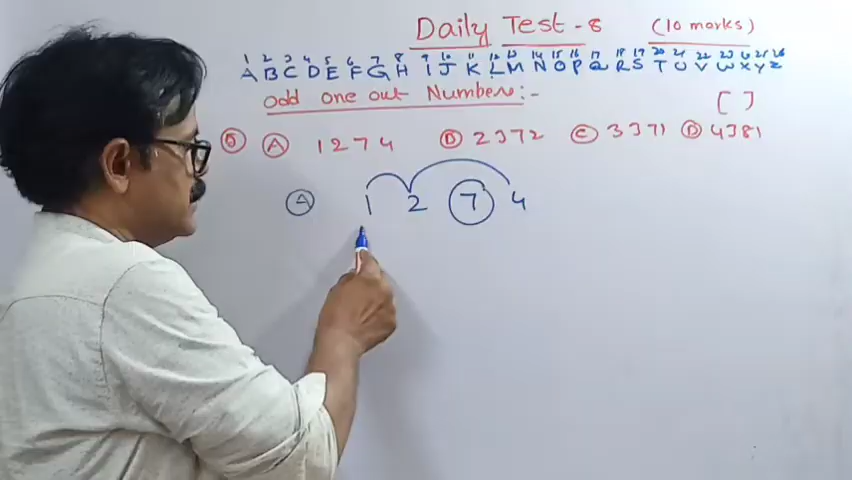 Daily Test - 8 (10 marks)
1 2 3 4 5 6 7 8 9 10 11 12 13 14 15 16 17 18 19 20 21 22 23 24 25 26
A B C D E F G H I J K L M N O P Q R S T U V W X Y Z
odd one out Numbers:- [ ]
5 A 1274 B 2372 C 3371 D 4381
A 1 2 7 4